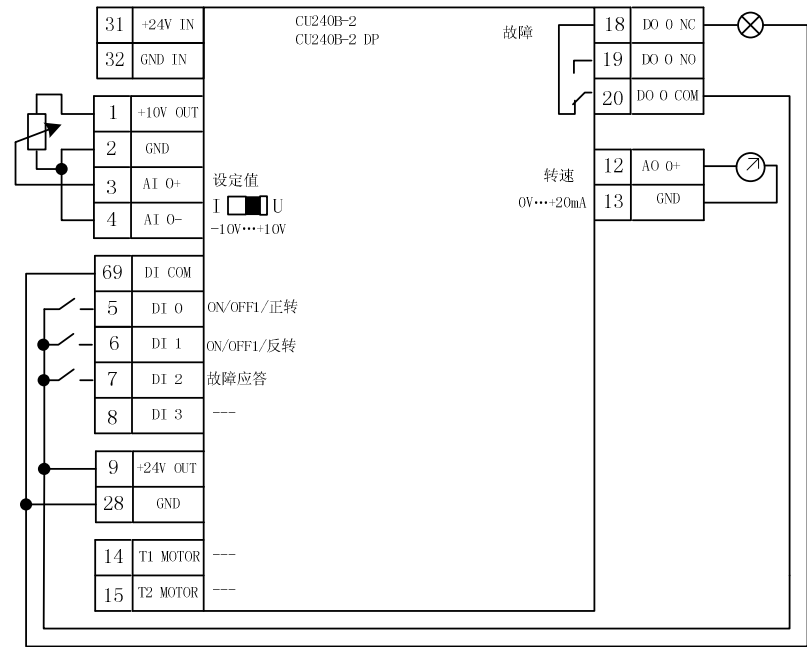 CU240B-2
CU240B-2 DP
31 +24V IN
32 GND IN
1 +10V OUT
2 GND
3 AI 0+
4 AI 0-
设定值
I U
-10V···+10V
69 DI COM
5 DI 0 ON/OFF1/正转
6 DI 1 ON/OFF1/反转
7 DI 2 故障应答
8 DI 3 ---
9 +24V OUT
28 GND
14 T1 MOTOR ---
15 T2 MOTOR ---
故障
18 DO 0 NC
19 DO 0 NO
20 DO 0 COM
转速
0V···+20mA
12 AO 0+
13 GND